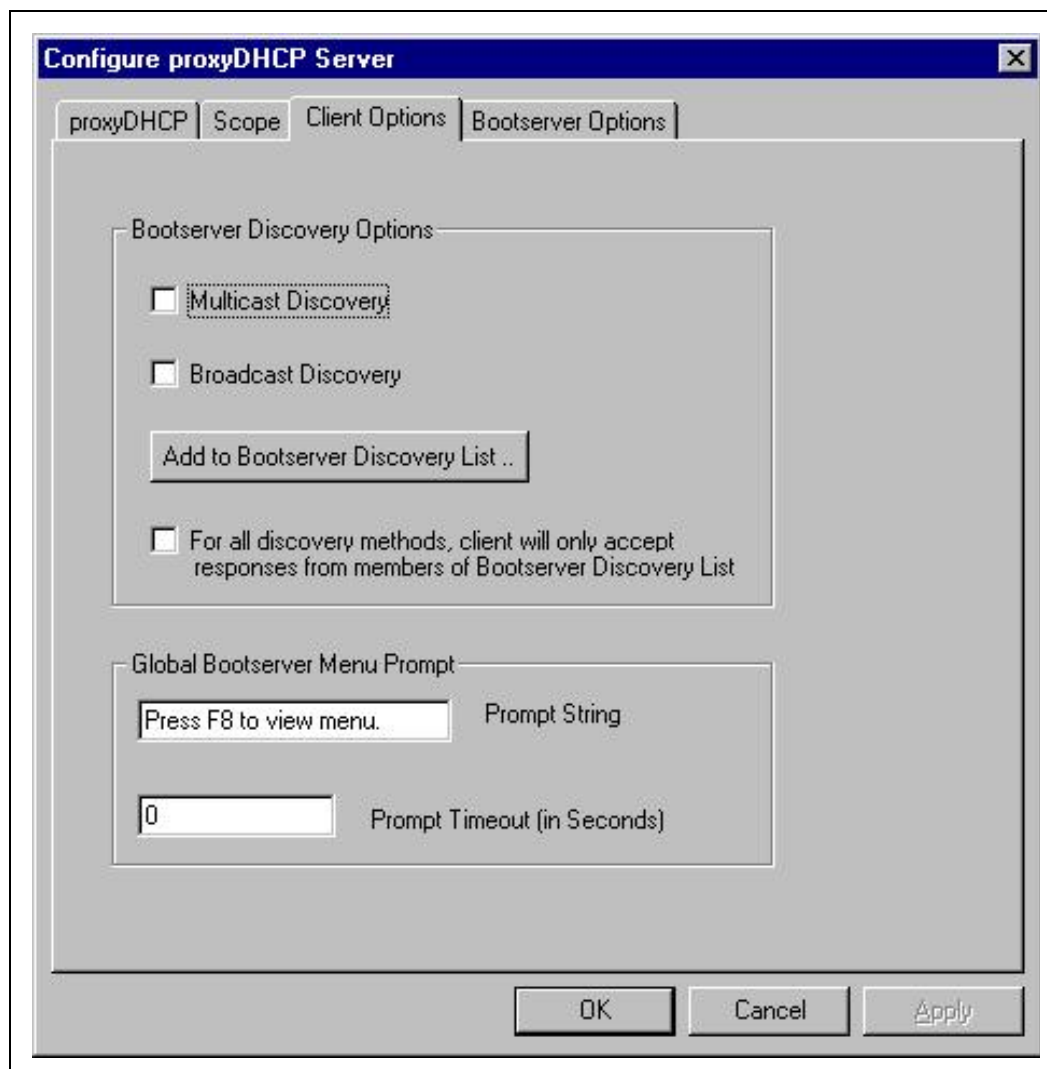 Configure proxyDHCP Server
proxyDHCP
Scope
Client Options
Bootserver Options
Bootserver Discovery Options
Multicast Discovery
Broadcast Discovery
Add to Bootserver Discovery List ..
For all discovery methods, client will only accept
responses from members of Bootserver Discovery List
Global Bootserver Menu Prompt
Press F8 to view menu.
Prompt String
0
Prompt Timeout (in Seconds)
OK
Cancel
Apply